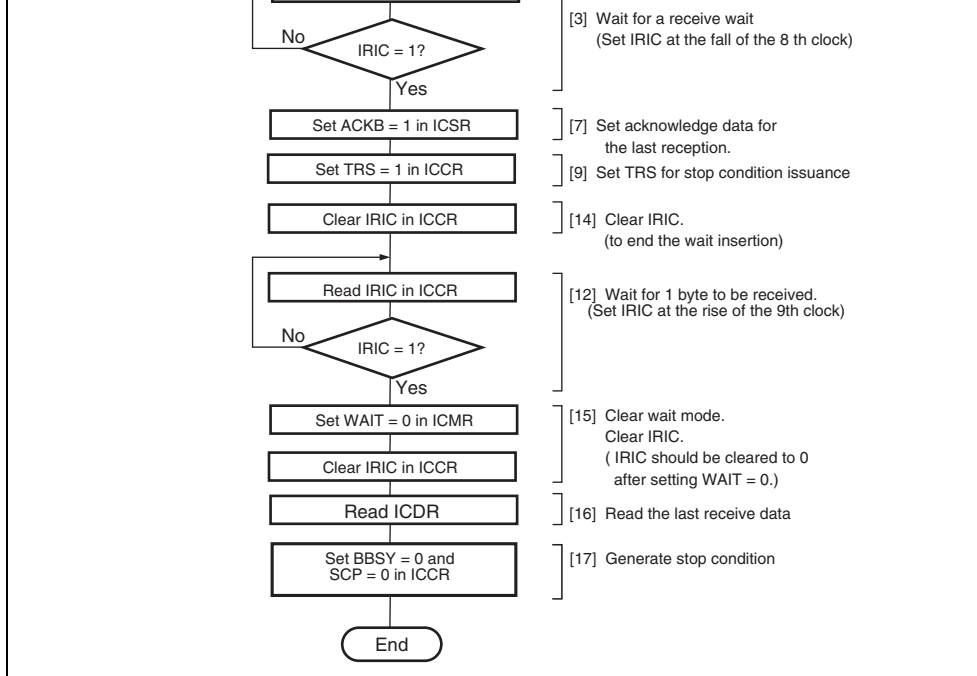 [3] Wait for a receive wait
(Set IRIC at the fall of the 8 th clock)
No
IRIC = 1?
Yes
Set ACKB = 1 in ICSR
[7] Set acknowledge data for
the last reception.
Set TRS = 1 in ICCR
[9] Set TRS for stop condition issuance
Clear IRIC in ICCR
[14] Clear IRIC.
(to end the wait insertion)
Read IRIC in ICCR
[12] Wait for 1 byte to be received.
(Set IRIC at the rise of the 9th clock)
No
IRIC = 1?
Yes
Set WAIT = 0 in ICMR
[15] Clear wait mode.
Clear IRIC.
( IRIC should be cleared to 0
after setting WAIT = 0.)
Clear IRIC in ICCR
Read ICDR
[16] Read the last receive data
Set BBSY = 0 and
SCP = 0 in ICCR
[17] Generate stop condition
End